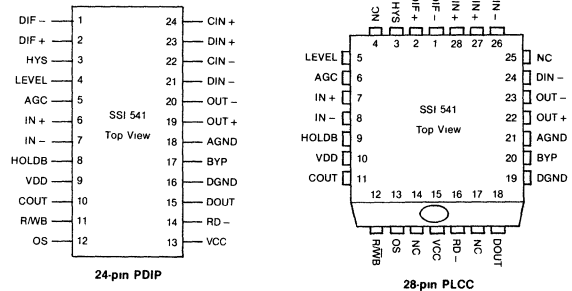 DIF − 1 24 CIN +
DIF + 2 23 DIN +
HYS 3 22 CIN −
LEVEL 4 21 DIN −
AGC 5 20 OUT −
IN + 6 19 OUT +
IN − 7 18 AGND
HOLDB 8 17 BYP
VDD 9 16 DGND
COUT 10 15 DOUT
R/WB 11 14 RD −
OS 12 13 VCC
SSI 541
Top View
24-pin PDIP
NC HYS DIF + DIF − IN + IN + IN −
4 3 2 1 28 27 26
LEVEL 5 25 NC
AGC 6 24 DIN −
IN + 7 23 OUT −
IN − 8 22 OUT +
HOLDB 9 21 AGND
VDD 10 20 BYP
COUT 11 19 DGND
SSI 541
Top View
12 13 14 15 16 17 18
R/WB OS NC VCC RD − NC DOUT
28-pin PLCC